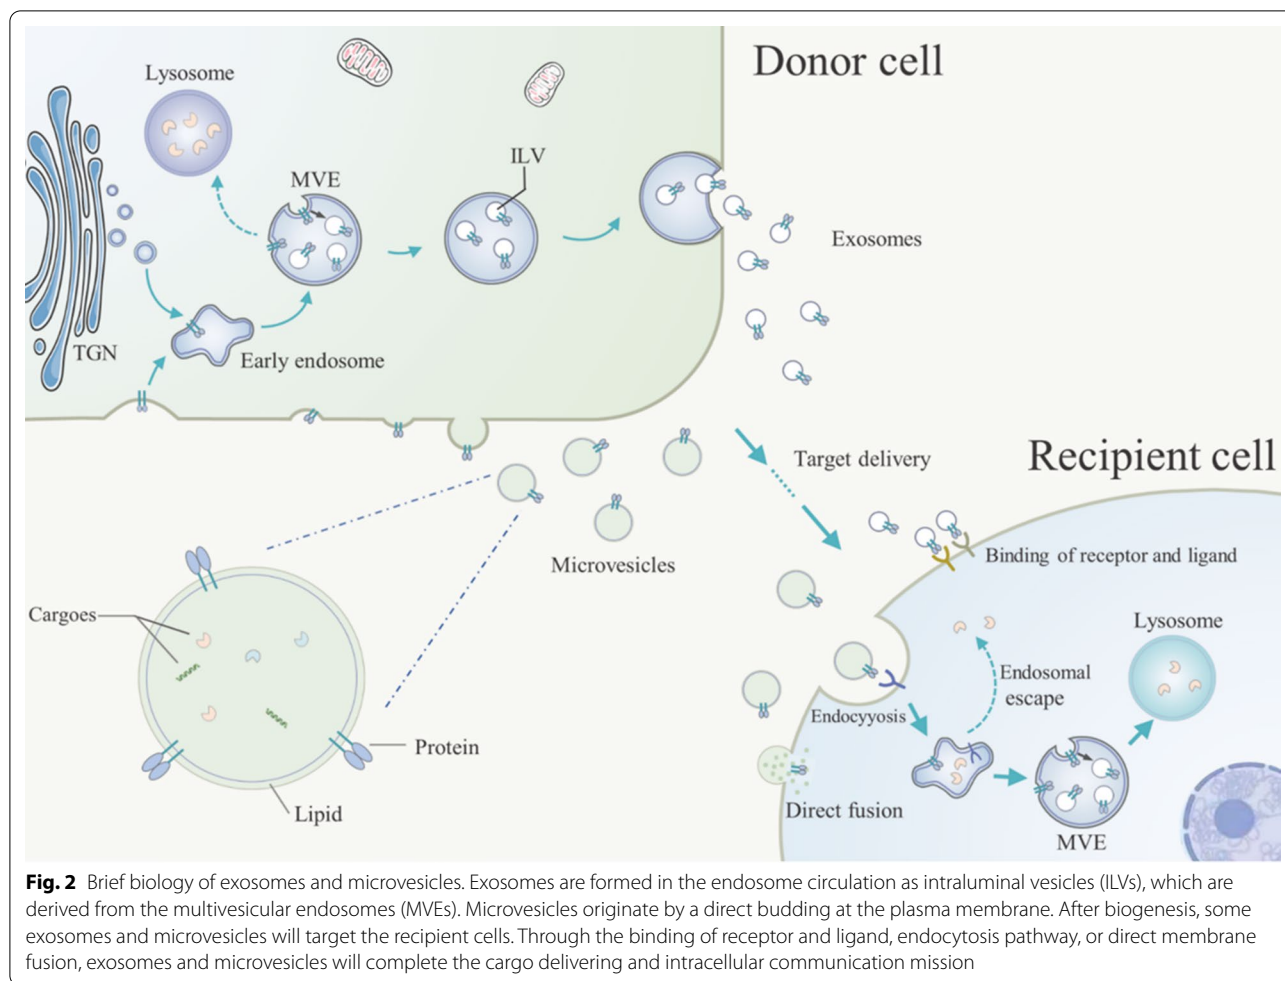 Donor cell
Lysosome
ILV
MVE
Exosomes
TGN
Early endosome
Target delivery
Recipient cell
Binding of receptor and ligand
Microvesicles
Cargoes
Lysosome
Endosomal
escape
Endocyyosis
Protein
Direct fusion
Lipid
MVE
Fig. 2 Brief biology of exosomes and microvesicles. Exosomes are formed in the endosome circulation as intraluminal vesicles (ILVs), which are
derived from the multivesicular endosomes (MVEs). Microvesicles originate by a direct budding at the plasma membrane. After biogenesis, some
exosomes and microvesicles will target the recipient cells. Through the binding of receptor and ligand, endocytosis pathway, or direct membrane
fusion, exosomes and microvesicles will complete the cargo delivering and intracellular communication mission